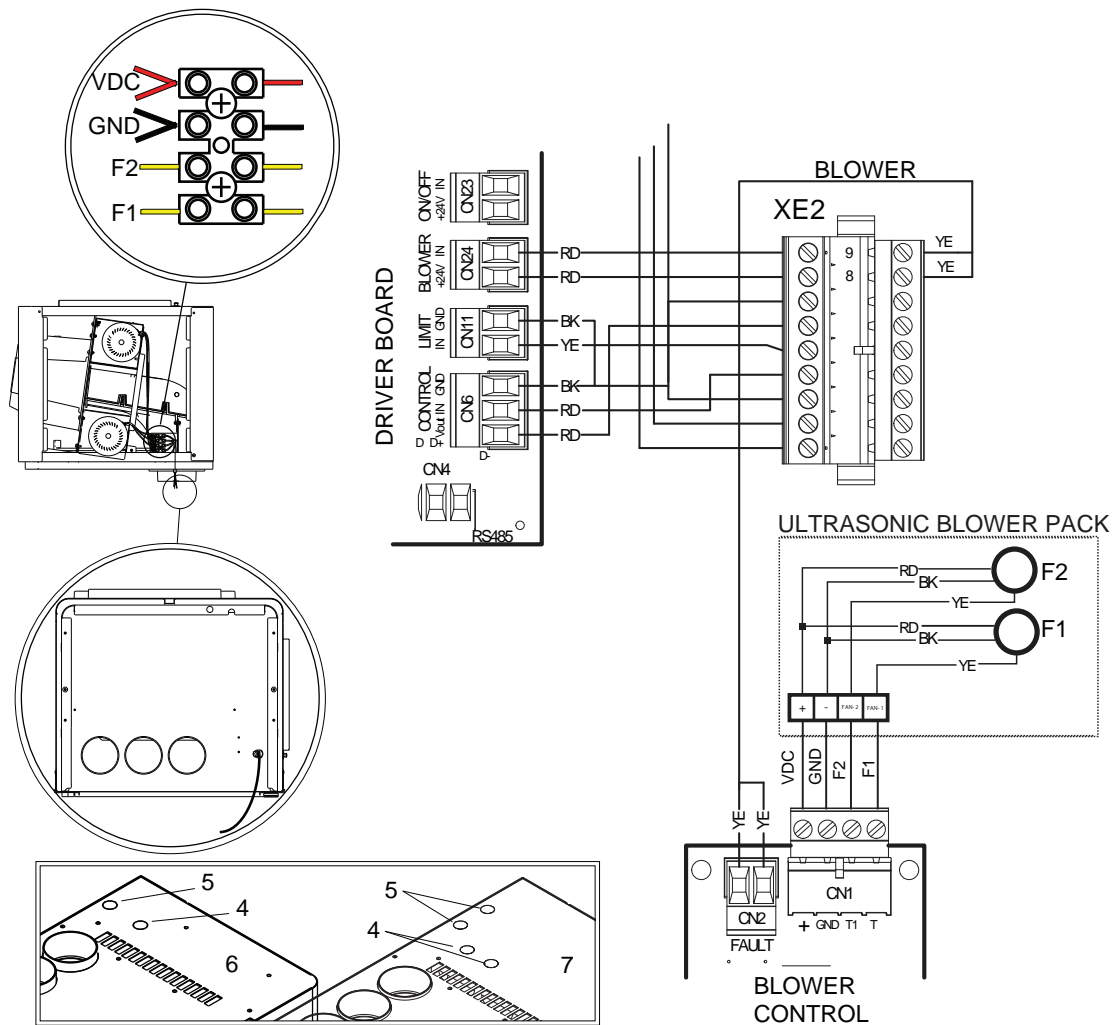 VDC
GND
F2
F1
DRIVER BOARD
ON/OFF
+24V IN
CN23
BLOWER
+24V IN
CN24
LIMIT
IN GND
CN11
CONTROL
D D+ Vout IN GND
CN6
D-
CN4
RS485
RD
RD
BK
YE
BK
RD
RD
BLOWER
XE2
9
8
YE
YE
ULTRASONIC BLOWER PACK
RD
BK
F2
YE
RD
BK
F1
YE
+ - FAN- 2 FAN- 1
VDC GND F2 F1
YE YE
CN2
FAULT
CN1
+ GND T1 T
BLOWER
CONTROL
5
4
6
5
4
7